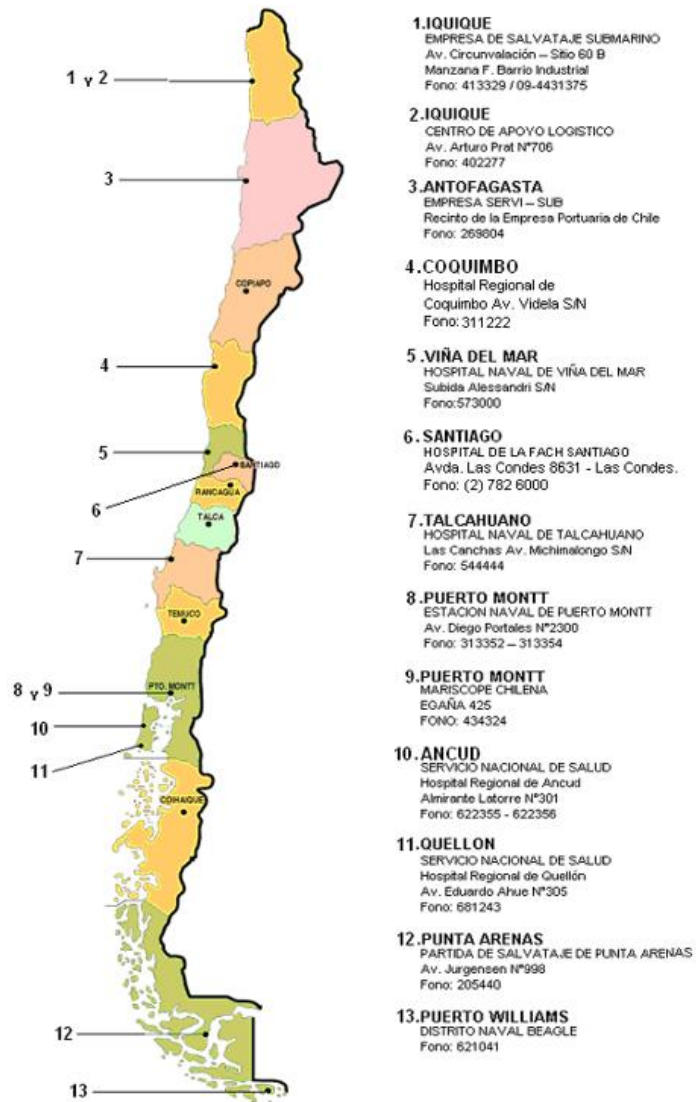 1 Y 2
3
COPIAPO
4
5
SANTIAGO
6
RANCAGUA
TALCA
7
TEMUCO
8 Y 9
PTO. MONTT
10
11
COIHAIQUE
12
13
1.IQUIQUE
EMPRESA DE SALVATAJE SUBMARINO
Av. Circunvalación – Sitio 60 B
Manzana F. Barrio Industrial
Fono: 413329 / 09-4431375
2.IQUIQUE
CENTRO DE APOYO LOGISTICO
Av. Arturo Prat N°706
Fono: 402277
3.ANTOFAGASTA
EMPRESA SERVI – SUB
Recinto de la Empresa Portuaria de Chile
Fono: 269804
4.COQUIMBO
Hospital Regional de
Coquimbo Av. Videla S/N
Fono: 311222
5.VIÑA DEL MAR
HOSPITAL NAVAL DE VIÑA DEL MAR
Subida Alessandri S/N
Fono:573000
6.SANTIAGO
HOSPITAL DE LA FACH SANTIAGO
Avda. Las Condes 8631 - Las Condes.
Fono: (2) 782 6000
7.TALCAHUANO
HOSPITAL NAVAL DE TALCAHUANO
Las Canchas Av. Michimalongo S/N
Fono: 544444
8.PUERTO MONTT
ESTACION NAVAL DE PUERTO MONTT
Av. Diego Portales N°2300
Fono: 313352 – 313354
9.PUERTO MONTT
MARISCOPE CHILENA
EGAÑA 425
FONO: 434324
10.ANCUD
SERVICIO NACIONAL DE SALUD
Hospital Regional de Ancud
Almirante Latorre N°301
Fono: 622355 - 622356
11.QUELLON
SERVICIO NACIONAL DE SALUD
Hospital Regional de Quellón
Av. Eduardo Ahue N°305
Fono: 681243
12.PUNTA ARENAS
PARTIDA DE SALVATAJE DE PUNTA ARENAS
Av. Jurgensen N°998
Fono: 205440
13.PUERTO WILLIAMS
DISTRITO NAVAL BEAGLE
Fono: 621041